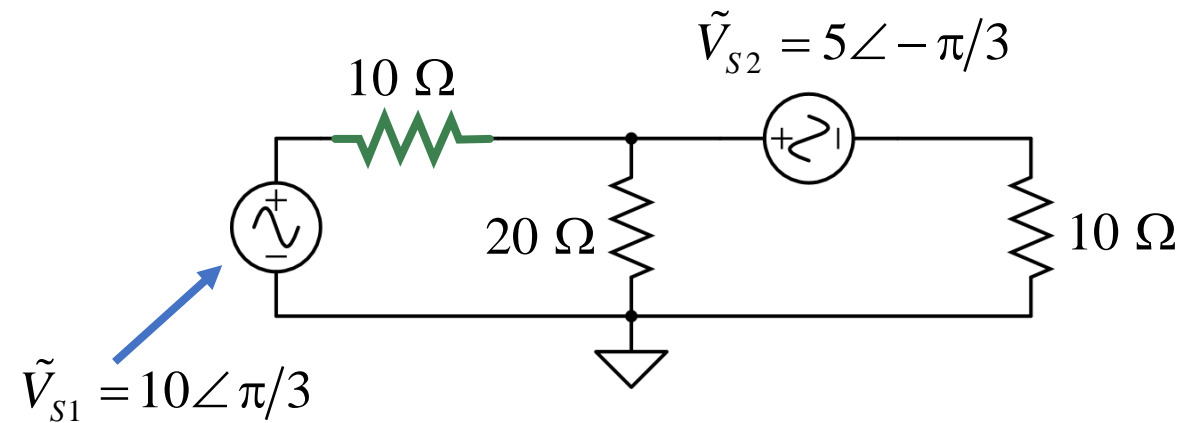 Ṽ_S2 = 5∠−π/3
10 Ω
+
+
−
20 Ω
10 Ω
−
Ṽ_S1 = 10∠π/3